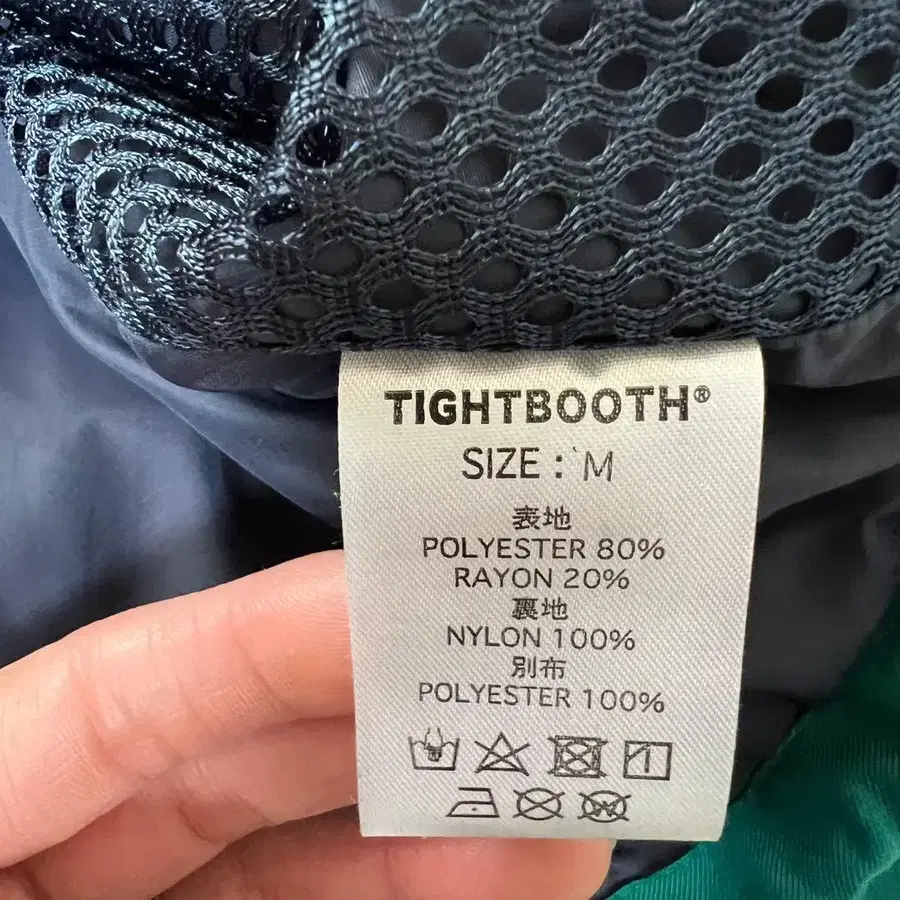 TIGHTBOOTH®
SIZE : M
表地
POLYESTER 80%
RAYON 20%
裏地
NYLON 100%
別布
POLYESTER 100%